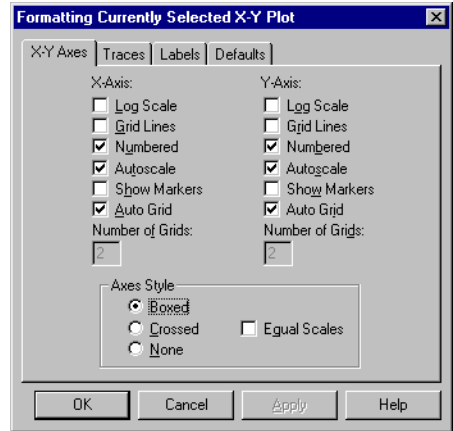 Formatting Currently Selected X-Y Plot
X-Y Axes Traces Labels Defaults
X-Axis: Y-Axis:
Log Scale Log Scale
Grid Lines Grid Lines
Numbered Numbered
Autoscale Autoscale
Show Markers Show Markers
Auto Grid Auto Grid
Number of Grids: Number of Grids:
2 2
Axes Style
Boxed
Crossed Equal Scales
None
OK Cancel Apply Help